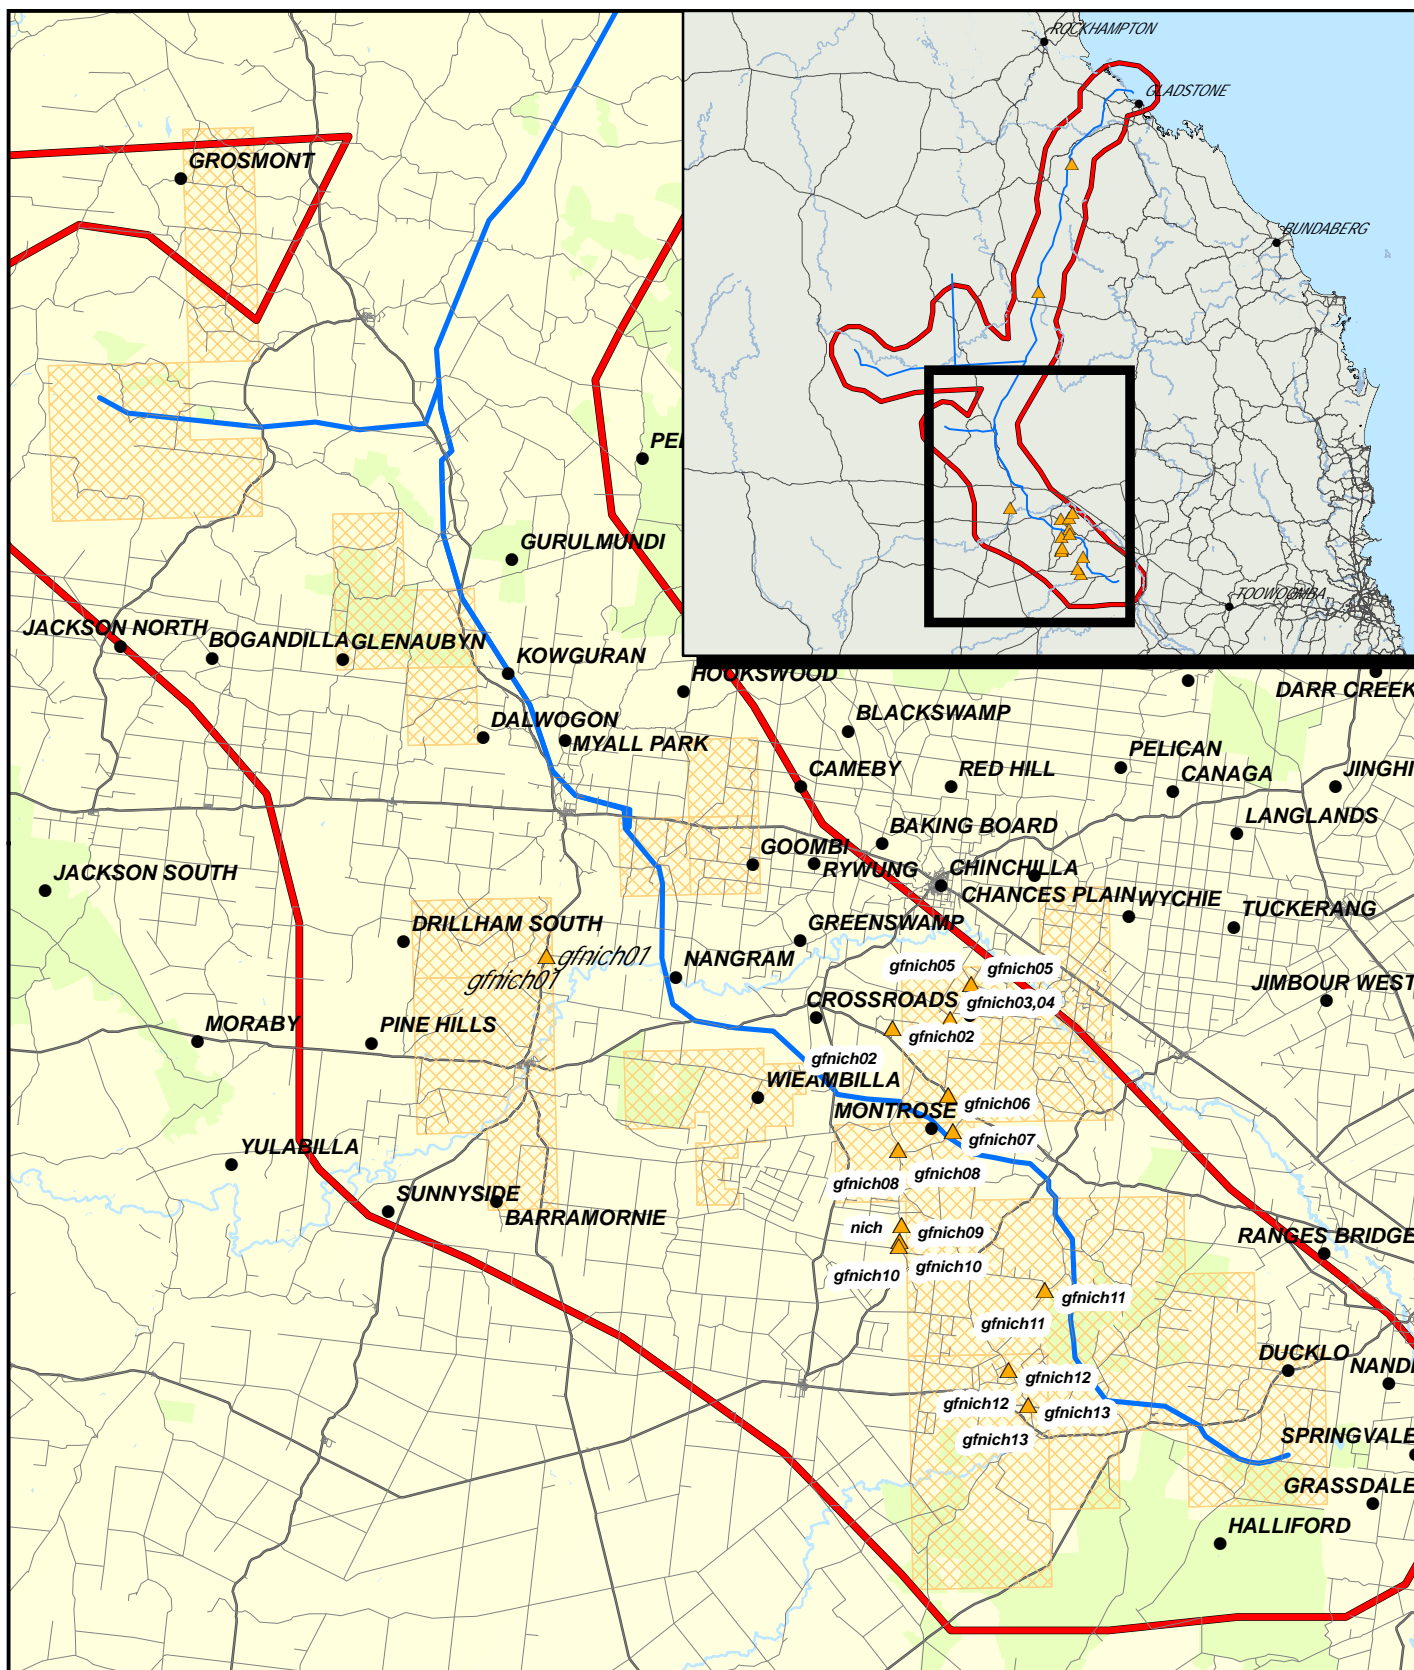 ROCKHAMPTON
GLADSTONE
BUNDABERG
TOOWOOMBA
GROSMONT
PEL
GURULMUNDI
JACKSON NORTH
BOGANDILLA
GLENAUBYN
KOWGURAN
HOOKSWOOD
DARR CREEK
DALWOGON
MYALL PARK
BLACKSWAMP
PELICAN
CAMEBY
RED HILL
CANAGA
JINGHI
LANGLANDS
BAKING BOARD
GOOMBI
RYWUNG
CHINCHILLA
JACKSON SOUTH
CHANCES PLAIN
WYCHIE
TUCKERANG
DRILLHAM SOUTH
GREENSWAMP
gfnich01
gfnich01
NANGRAM
gfnich05
gfnich05
JIMBOUR WEST
CROSSROADS
gfnich03,04
MORABY
PINE HILLS
gfnich02
gfnich02
WIEAMBILLA
gfnich06
MONTROSE
gfnich07
YULABILLA
gfnich08
gfnich08
SUNNYSIDE
BARRAMORNIE
nich
gfnich09
RANGES BRIDGE
gfnich10
gfnich10
gfnich11
gfnich11
DUCKLO
NANDI
gfnich12
gfnich12
gfnich13
gfnich13
SPRINGVALE
GRASSDALE
HALLIFORD